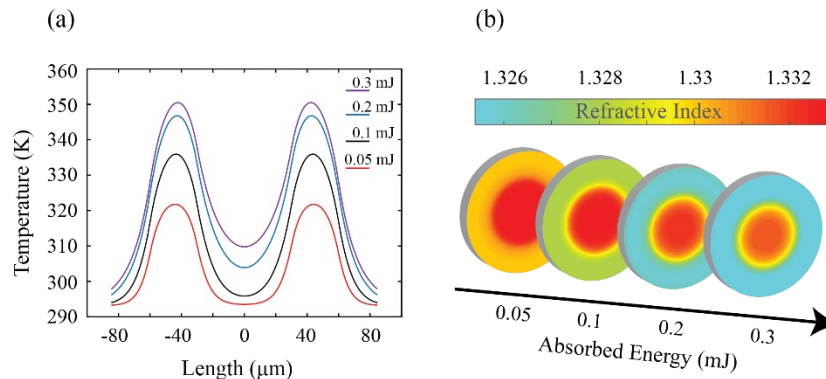 (a)
360
350
340
330
320
310
300
290
Temperature (K)
-80 -40 0 40 80
Length (μm)
0.3 mJ
0.2 mJ
0.1 mJ
0.05 mJ
(b)
1.326 1.328 1.33 1.332
Refractive Index
0.05 0.1 0.2 0.3
Absorbed Energy (mJ)